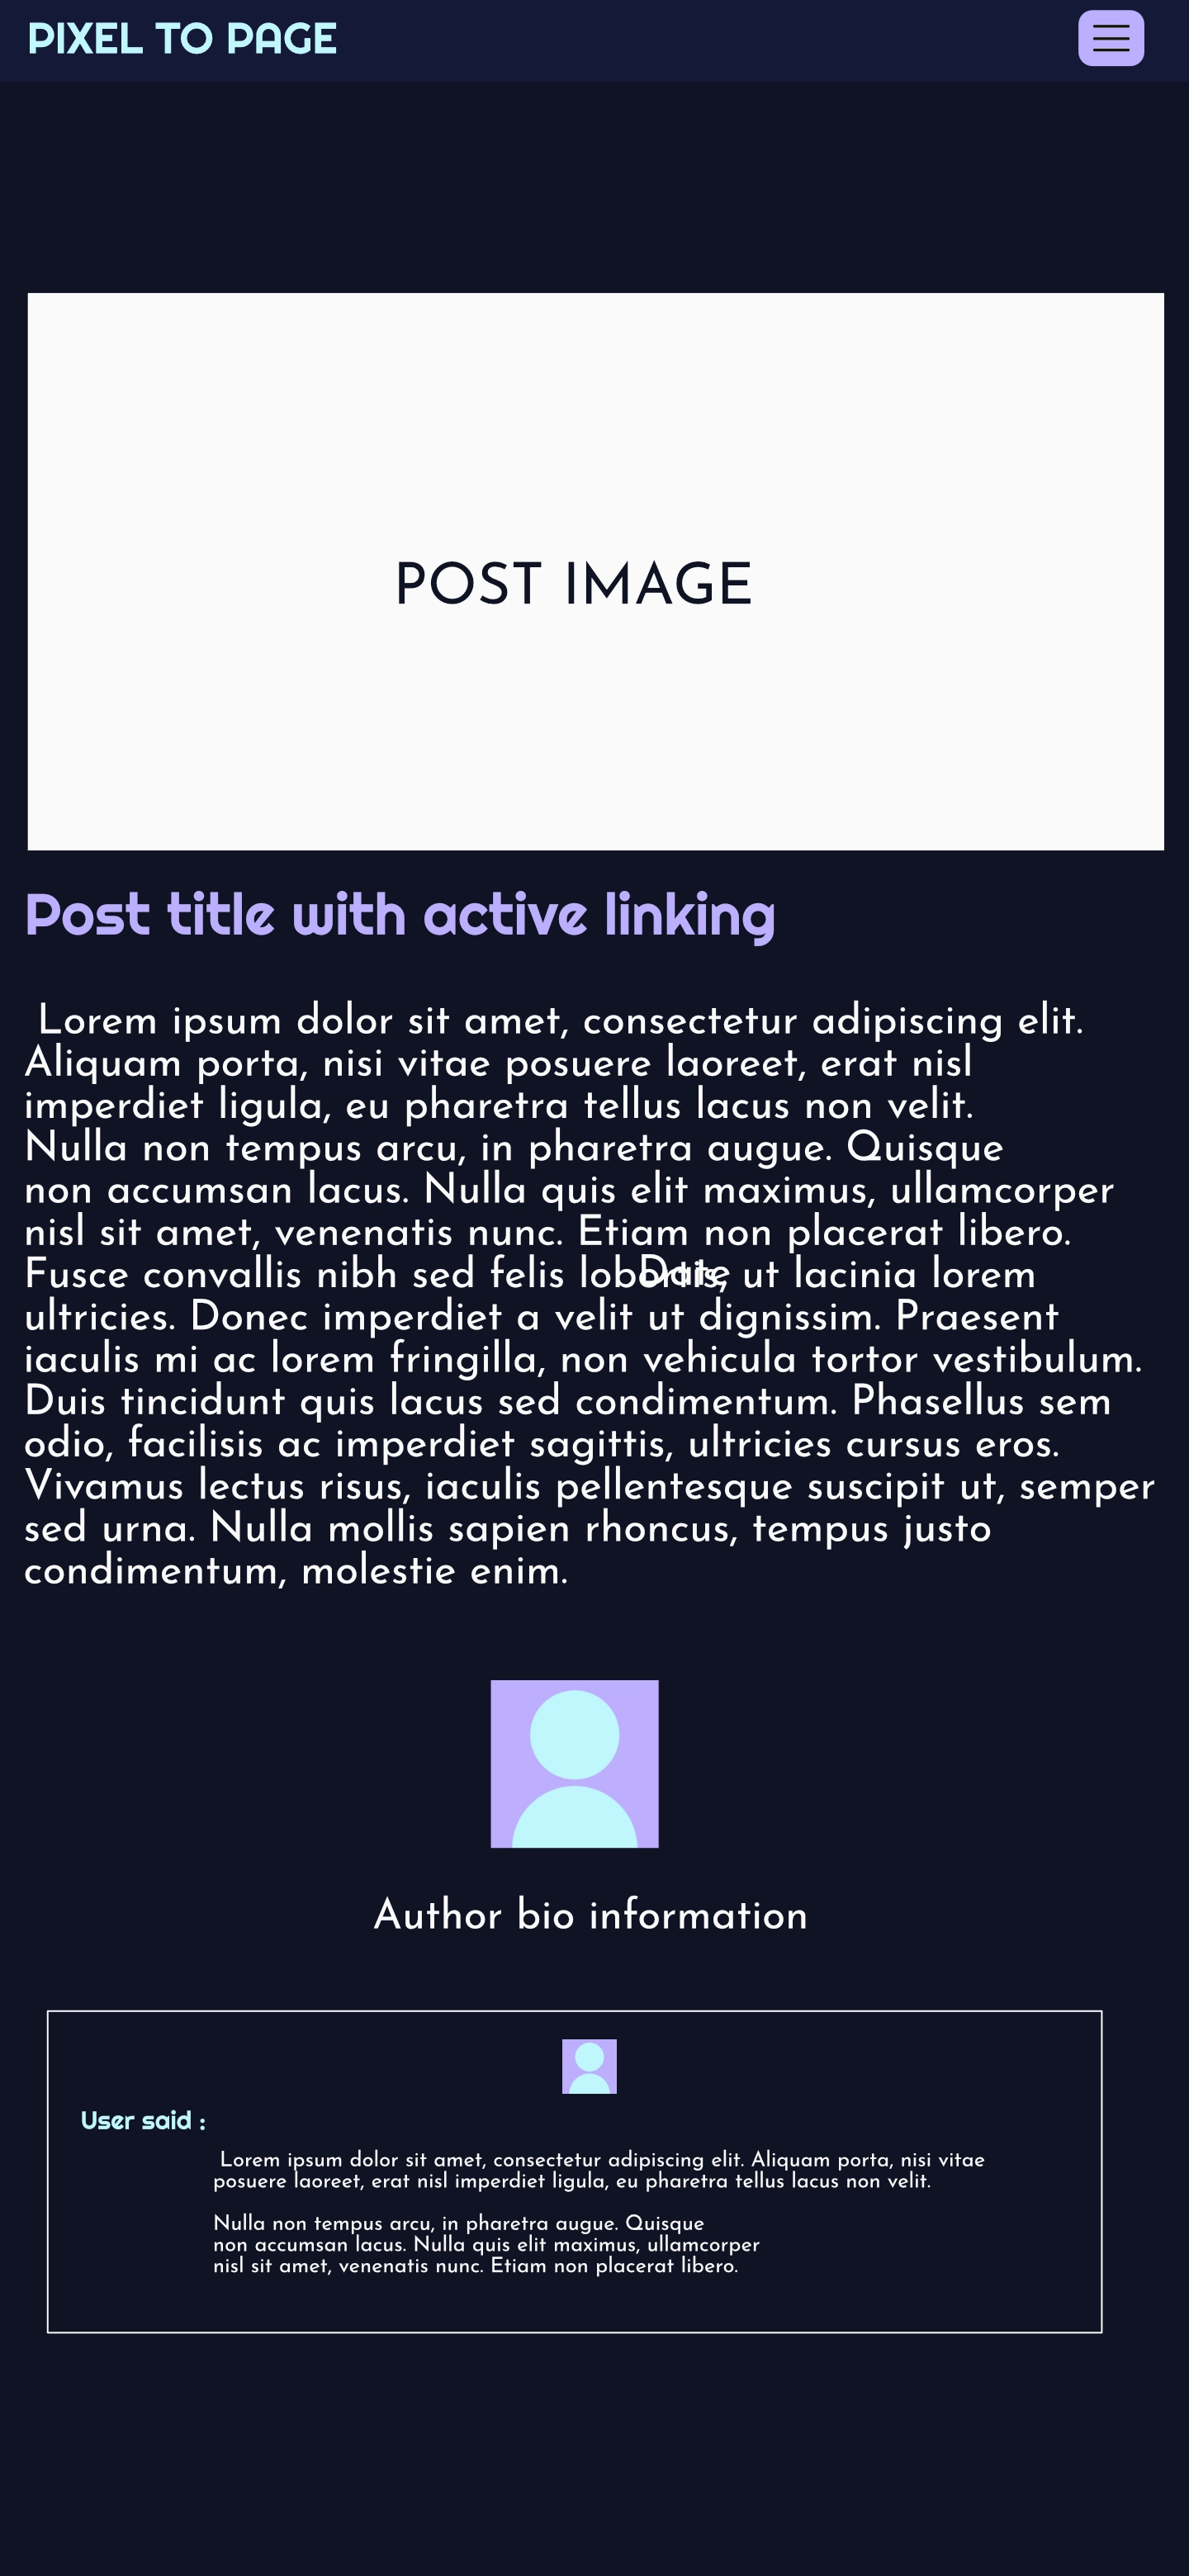 PIXEL TO PAGE
POST IMAGE
Post title with active linking
Lorem ipsum dolor sit amet, consectetur adipiscing elit.
Aliquam porta, nisi vitae posuere laoreet, erat nisl
imperdiet ligula, eu pharetra tellus lacus non velit.
Nulla non tempus arcu, in pharetra augue. Quisque
non accumsan lacus. Nulla quis elit maximus, ullamcorper
nisl sit amet, venenatis nunc. Etiam non placerat libero.
Fusce convallis nibh sed felis lobortis, ut lacinia lorem
Date
ultricies. Donec imperdiet a velit ut dignissim. Praesent
iaculis mi ac lorem fringilla, non vehicula tortor vestibulum.
Duis tincidunt quis lacus sed condimentum. Phasellus sem
odio, facilisis ac imperdiet sagittis, ultricies cursus eros.
Vivamus lectus risus, iaculis pellentesque suscipit ut, semper
sed urna. Nulla mollis sapien rhoncus, tempus justo
condimentum, molestie enim.
Author bio information
User said :
Lorem ipsum dolor sit amet, consectetur adipiscing elit. Aliquam porta, nisi vitae
posuere laoreet, erat nisl imperdiet ligula, eu pharetra tellus lacus non velit.
Nulla non tempus arcu, in pharetra augue. Quisque
non accumsan lacus. Nulla quis elit maximus, ullamcorper
nisl sit amet, venenatis nunc. Etiam non placerat libero.